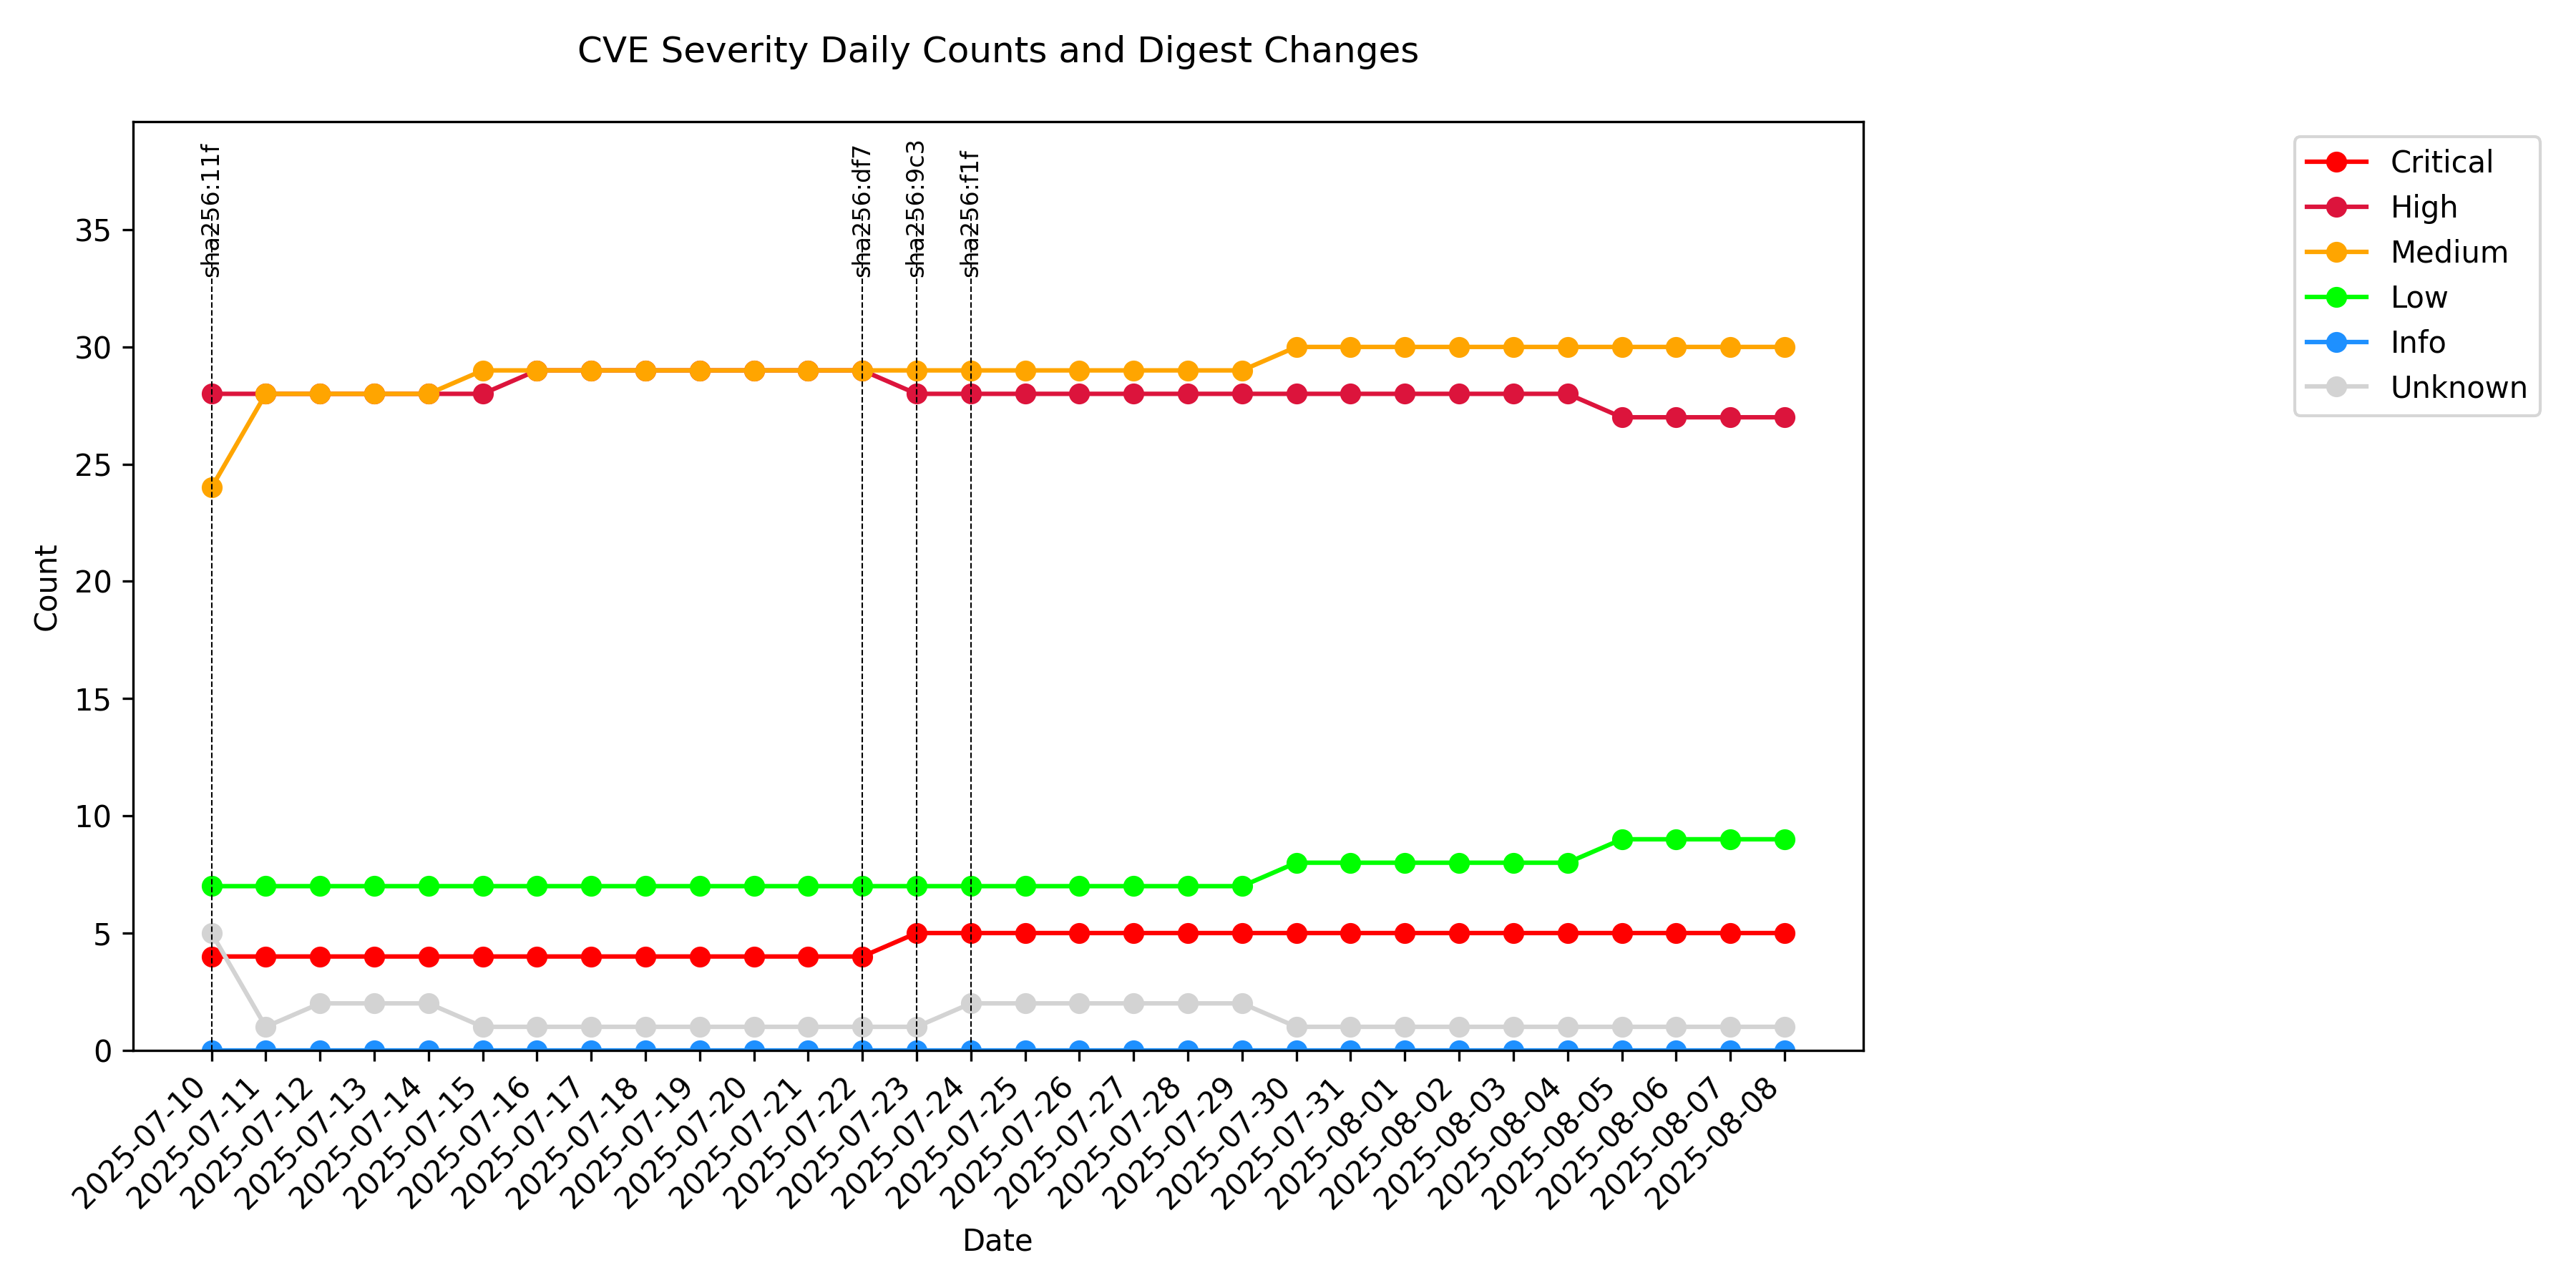 CVE Severity Daily Counts and Digest Changes
sha256:11f
sha256:df7
sha256:9c3
sha256:f1f
Critical
High
Medium
Low
Info
Unknown
35
30
25
20
15
10
5
0
Count
2025-07-10
2025-07-11
2025-07-12
2025-07-13
2025-07-14
2025-07-15
2025-07-16
2025-07-17
2025-07-18
2025-07-19
2025-07-20
2025-07-21
2025-07-22
2025-07-23
2025-07-24
2025-07-25
2025-07-26
2025-07-27
2025-07-28
2025-07-29
2025-07-30
2025-07-31
2025-08-01
2025-08-02
2025-08-03
2025-08-04
2025-08-05
2025-08-06
2025-08-07
2025-08-08
Date